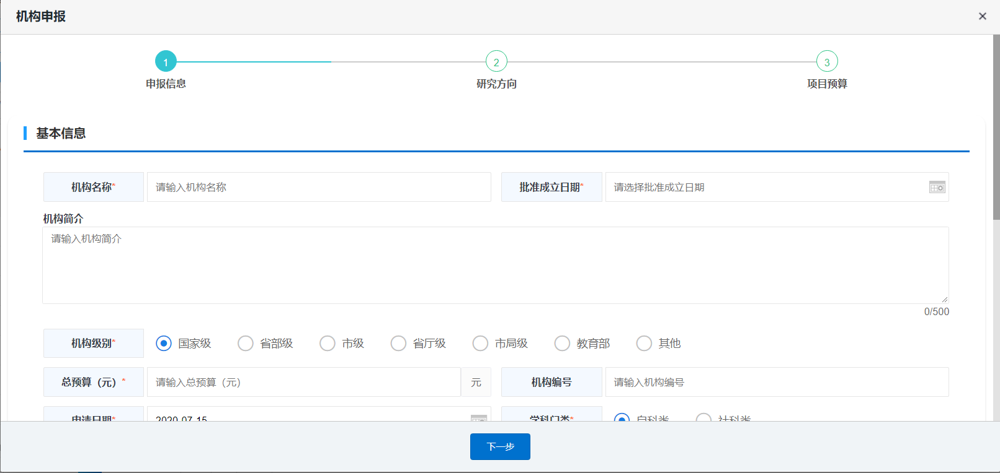 机构申报
1 2 3
申报信息 研究方向 项目预算
基本信息
机构名称* 请输入机构名称 批准成立日期* 请选择批准成立日期
机构简介
请输入机构简介
0/500
机构级别* 国家级 省部级 市级 省厅级 市局级 教育部 其他
总预算（元）* 请输入总预算（元） 元 机构编号 请输入机构编号
申请日期* 2020-07-15 学科门类* 自科类 社科类
下一步